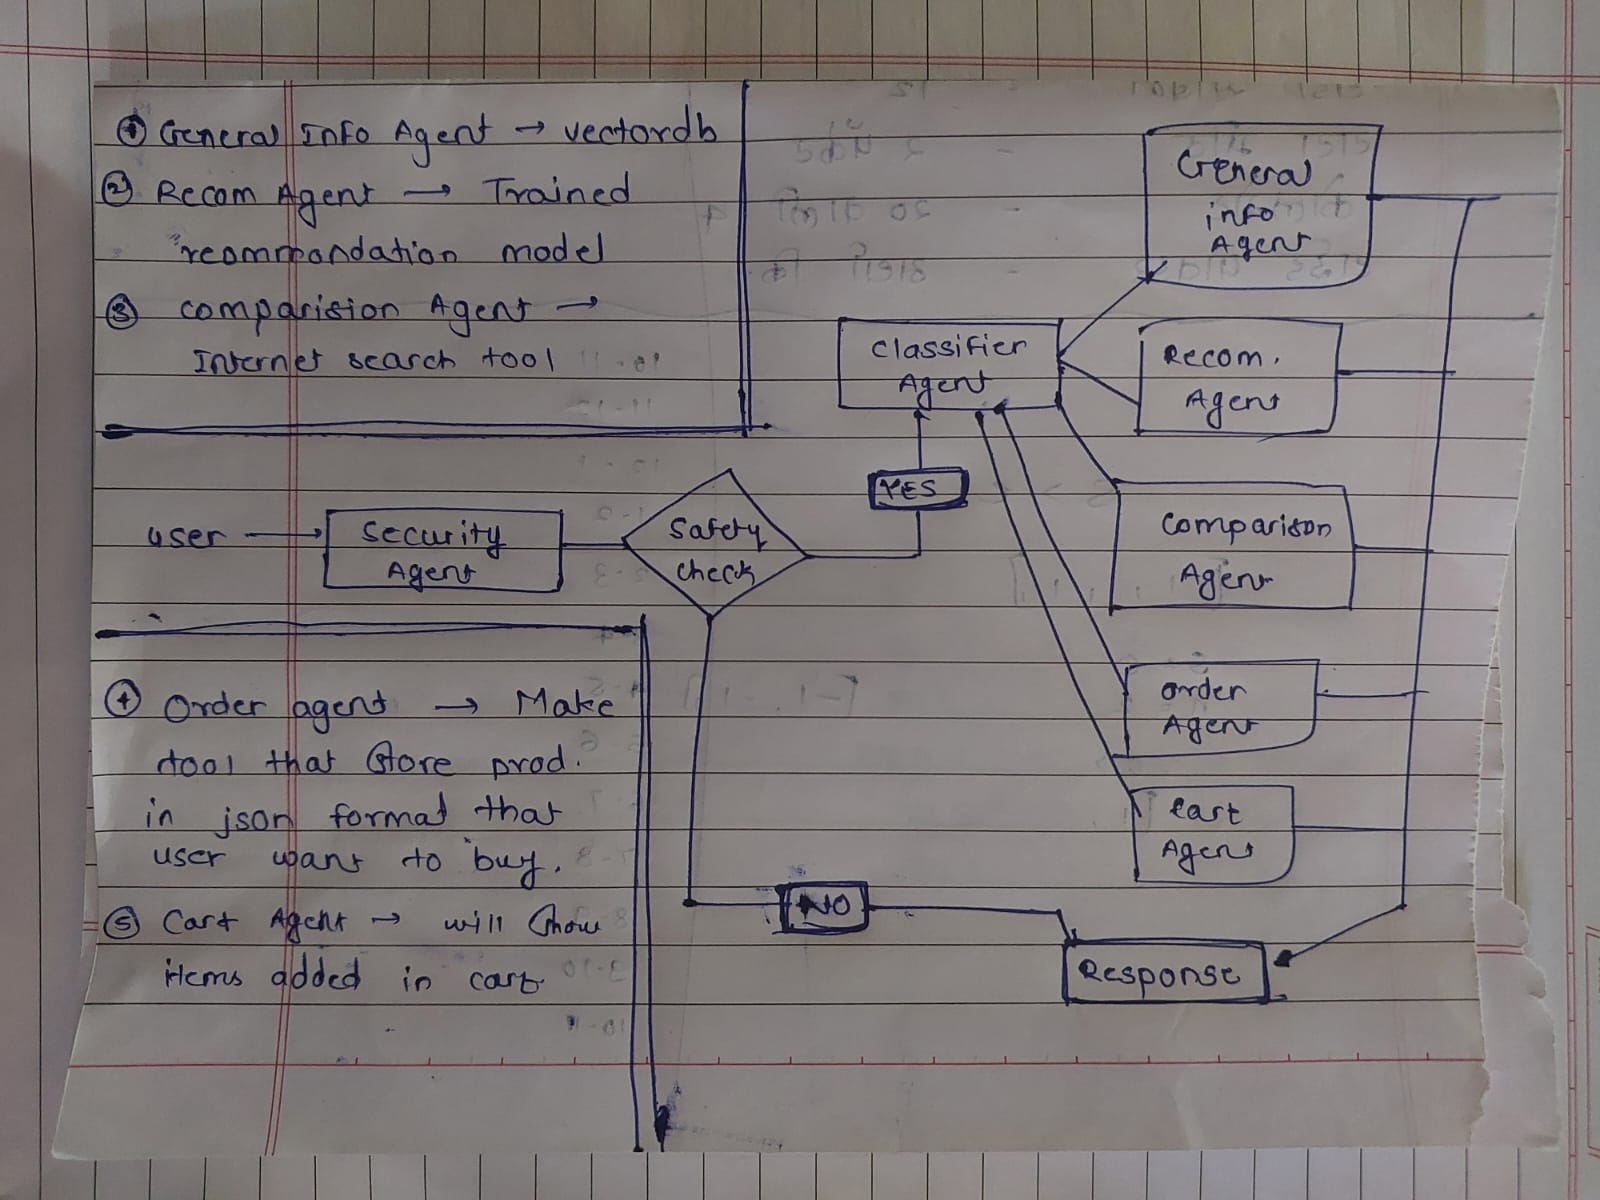 ① General Info Agent → vectordb
② Recom Agent → Trained
reommandation model
③ comparision Agent →
Internet search tool
user → Security
Agent
Safety
check
YES
NO
Classifier
Agent
General
info
Agent
Recom.
Agent
Comparison
Agent
order
Agent
Cart
Agent
Response
④ Order agent → Make
tool that Store prod.
in json format that
user want to buy.
⑤ Cart Agent → will Show
items added in cart.